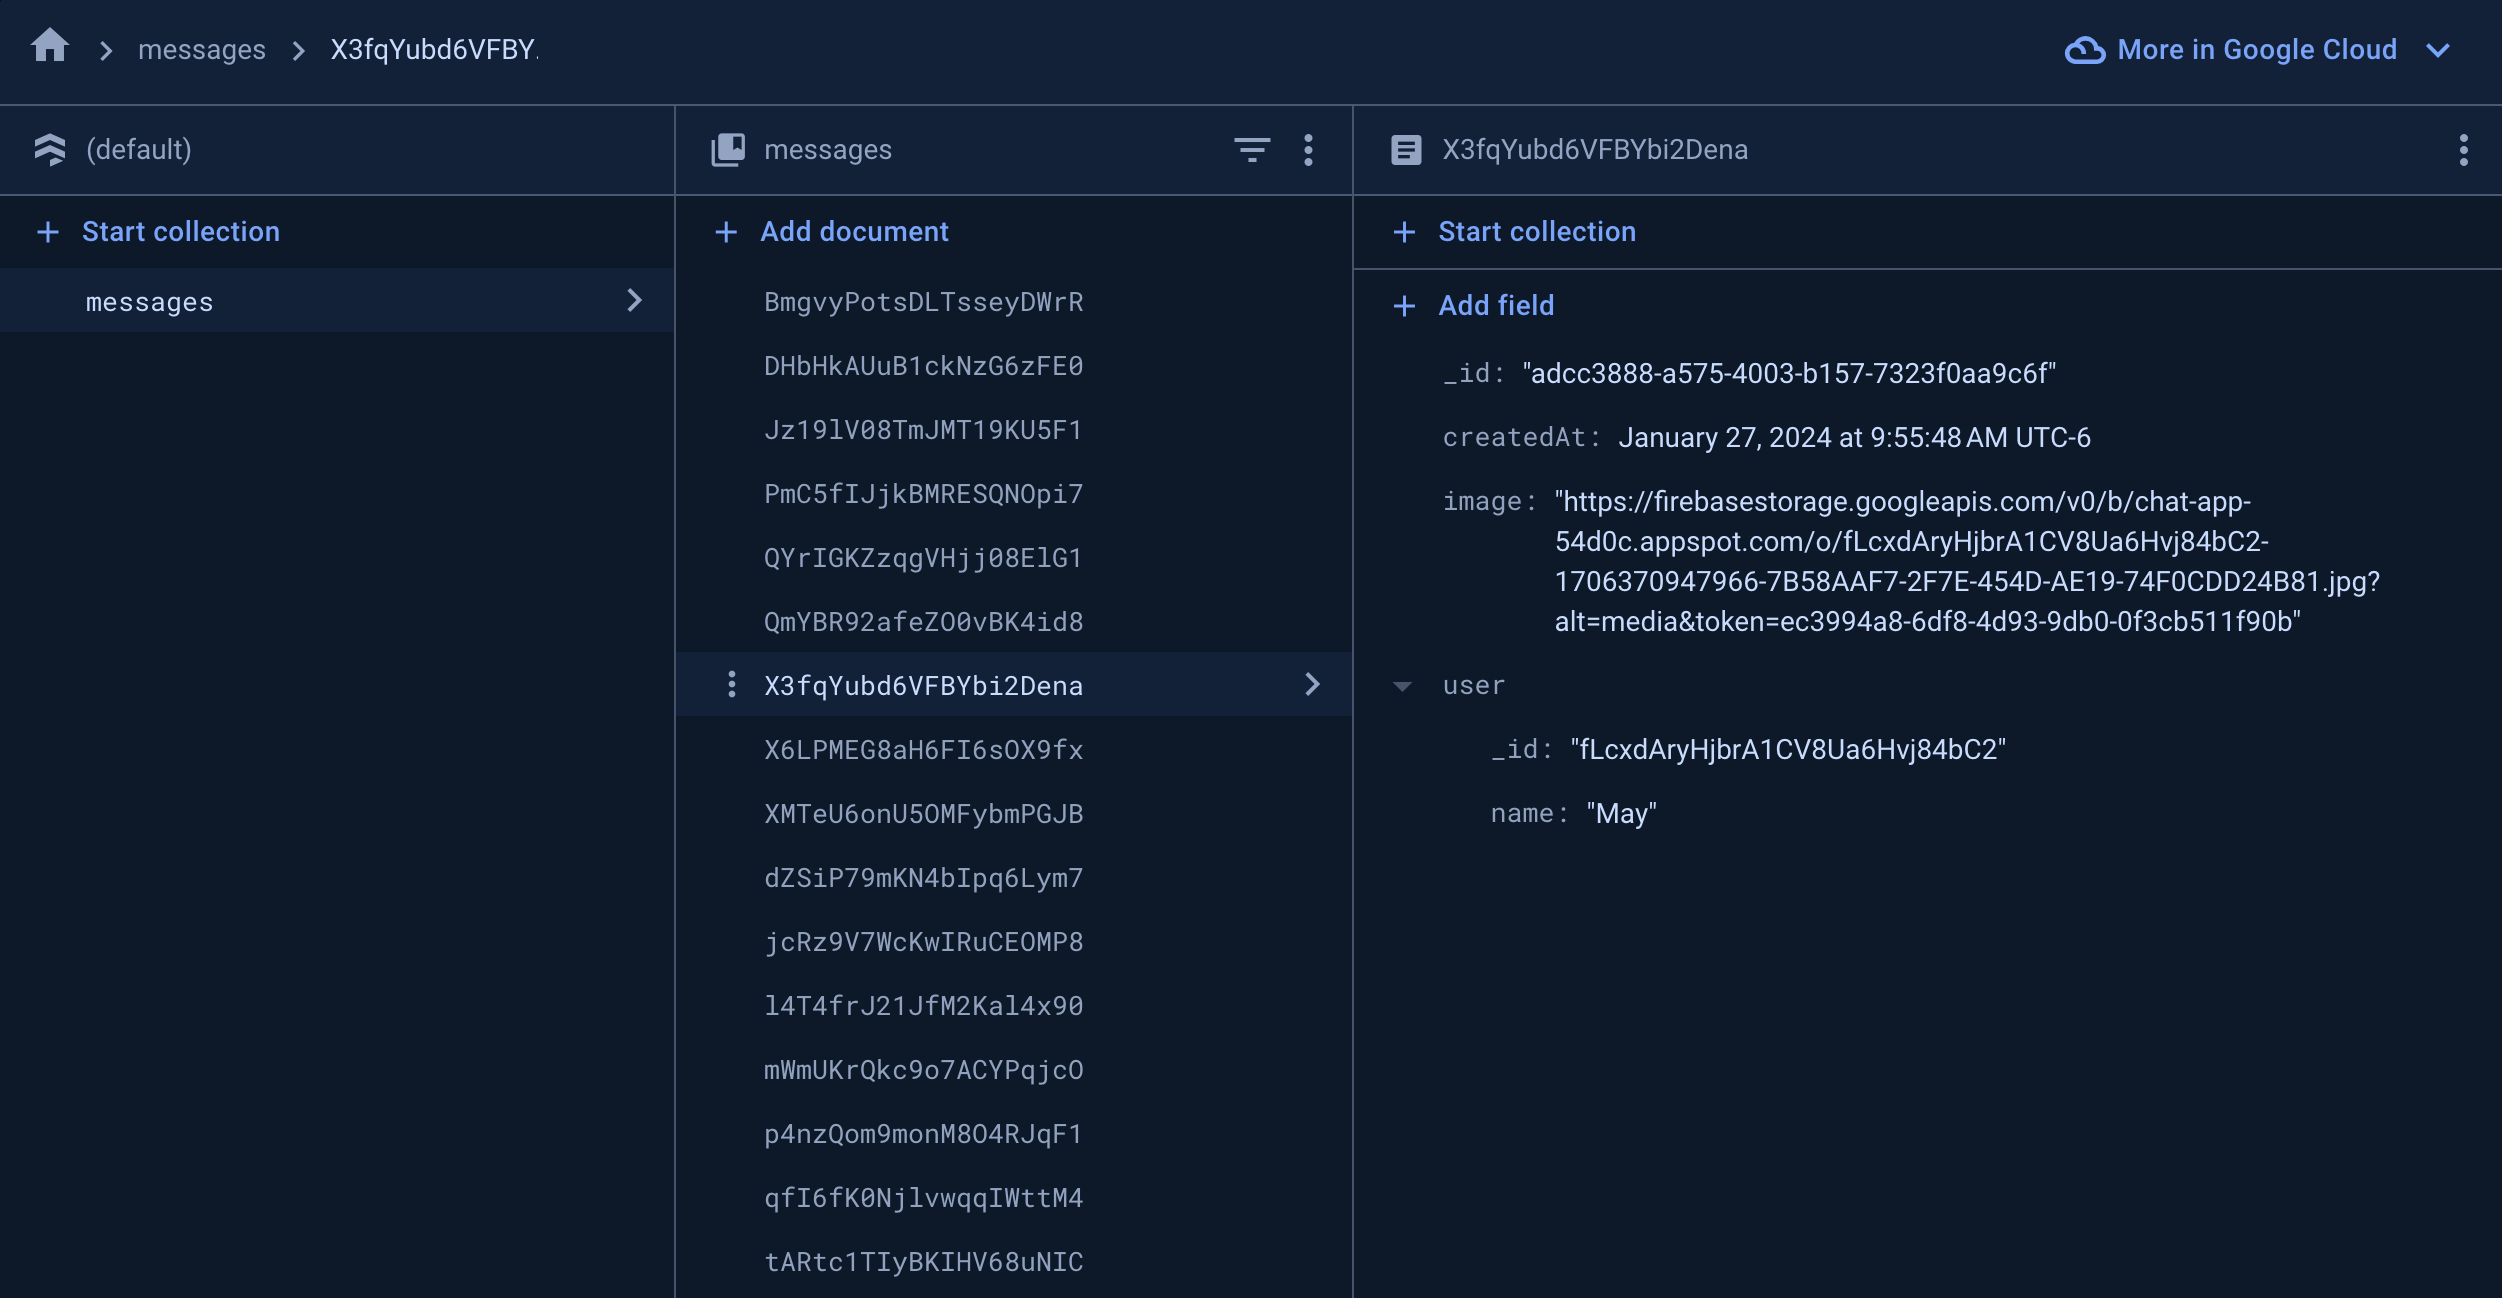 messages
X3fqYubd6VFBY.
More in Google Cloud
(default)
messages
X3fqYubd6VFBYbi2Dena
Start collection
Add document
Start collection
messages
BmgvyPotsDLTsseyDWrR
DHbHkAUuB1ckNzG6zFE0
Jz19lV08TmJMT19KU5F1
PmC5fIJjkBMRESQNOpi7
QYrIGKZzqgVHjj08ElG1
QmYBR92afeZO0vBK4id8
X3fqYubd6VFBYbi2Dena
X6LPMEG8aH6FI6sOX9fx
XMTeU6onU5OMFybmPGJB
dZSiP79mKN4bIpq6Lym7
jcRz9V7WcKwIRuCEOMP8
l4T4frJ21JfM2Kal4x90
mWmUKrQkc9o7ACYPqjcO
p4nzQom9monM8O4RJqF1
qfI6fK0NjlvwqqIWttM4
tARtc1TIyBKIHV68uNIC
Add field
_id: "adcc3888-a575-4003-b157-7323f0aa9c6f"
createdAt: January 27, 2024 at 9:55:48 AM UTC-6
image: "https://firebasestorage.googleapis.com/v0/b/chat-app-
54d0c.appspot.com/o/fLcxdAryHjbrA1CV8Ua6Hvj84bC2-
1706370947966-7B58AAF7-2F7E-454D-AE19-74F0CDD24B81.jpg?
alt=media&token=ec3994a8-6df8-4d93-9db0-0f3cb511f90b"
user
_id: "fLcxdAryHjbrA1CV8Ua6Hvj84bC2"
name: "May"